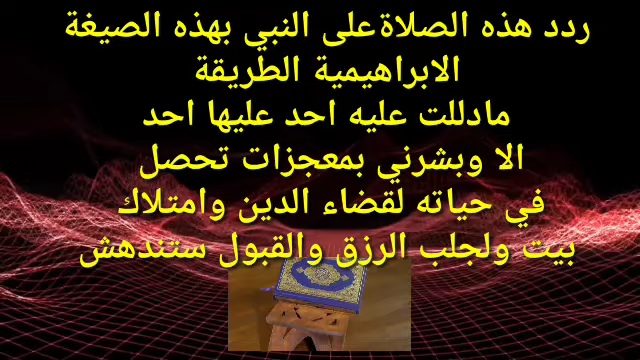 ردد هذه الصلاةعلى النبي بهذه الصيغة
الابراهيمية الطريقة
مادللت عليه احد عليها احد
الا وبشرني بمعجزات تحصل
في حياته لقضاء الدين وامتلاك
بيت ولجلب الرزق والقبول ستندهش